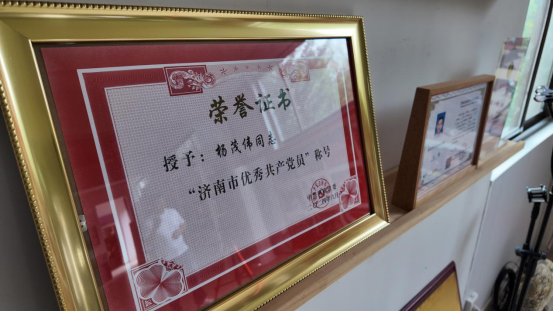 荣誉证书
授予：杨茂伟同志
“济南市优秀共产党员”称号